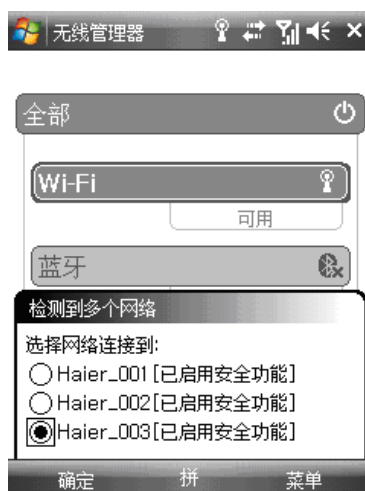 无线管理器
全部
Wi-Fi
可用
蓝牙
检测到多个网络
选择网络连接到:
Haier_001 [已启用安全功能]
Haier_002[已启用安全功能]
Haier_003[已启用安全功能]
确定 拼 菜单